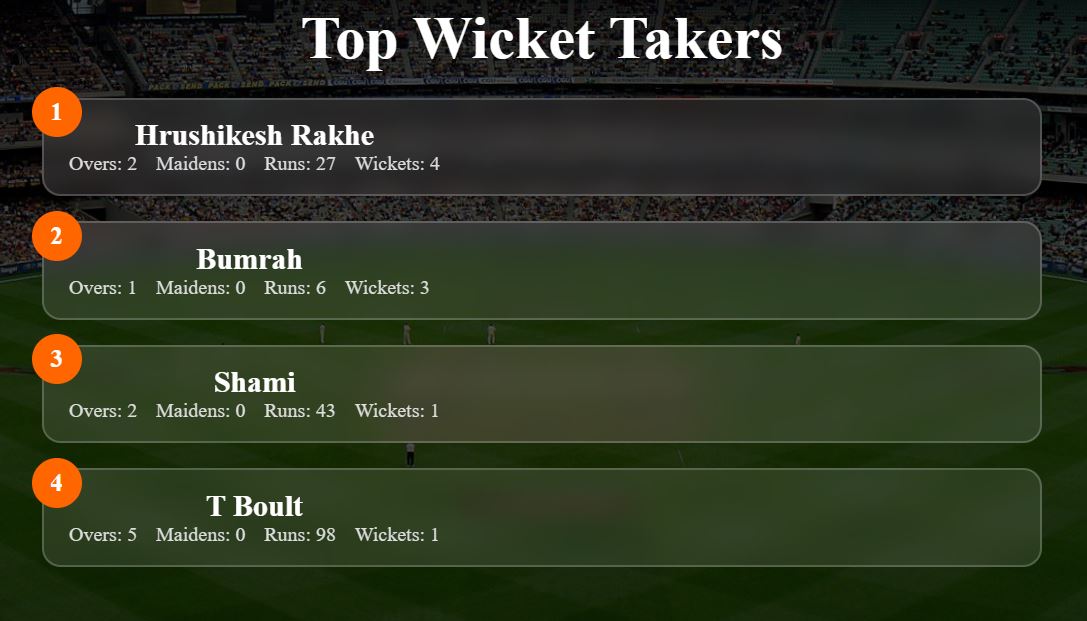 Top Wicket Takers
1
Hrushikesh Rakhe
Overs: 2 Maidens: 0 Runs: 27 Wickets: 4
2
Bumrah
Overs: 1 Maidens: 0 Runs: 6 Wickets: 3
3
Shami
Overs: 2 Maidens: 0 Runs: 43 Wickets: 1
4
T Boult
Overs: 5 Maidens: 0 Runs: 98 Wickets: 1